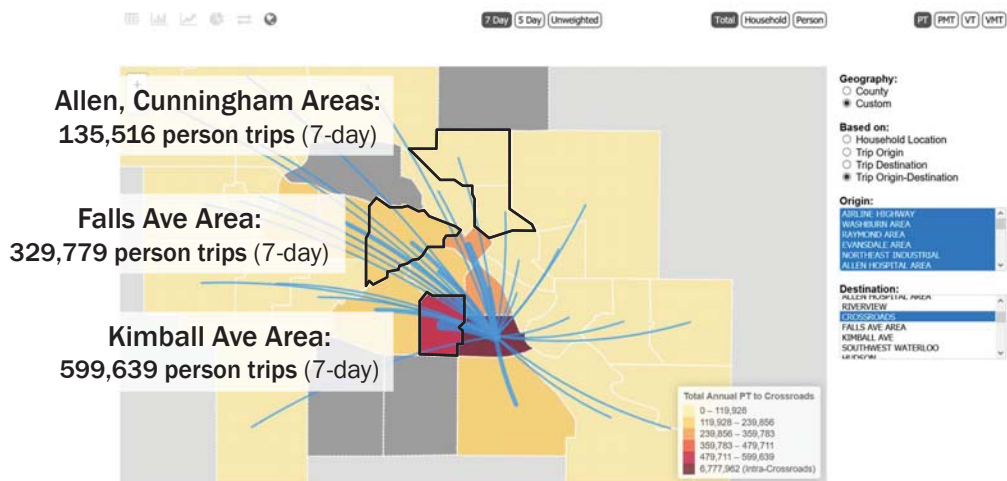 7 Day 5 Day Unweighted
Total Household Person
PT PMT VT VMT
Allen, Cunningham Areas:
135,516 person trips (7-day)
Falls Ave Area:
329,779 person trips (7-day)
Kimball Ave Area:
599,639 person trips (7-day)
Geography:
County
Custom
Based on:
Household Location
Trip Origin
Trip Destination
Trip Origin-Destination
Origin:
AIRLINE HIGHWAY
WASHBURN AREA
RAYMOND AREA
EVANSDALE AREA
NORTHEAST INDUSTRIAL
ALLEN HOSPITAL AREA
Destination:
ALLEN HOSPITAL AREA
RIVERVIEW
CROSSROADS
FALLS AVE AREA
KIMBALL AVE
SOUTHWEST WATERLOO
HUDSON
Total Annual PT to Crossroads
0 – 119,928
119,928 – 239,856
239,856 – 359,783
359,783 – 479,711
479,711 – 599,639
6,777,962 (Intra-Crossroads)